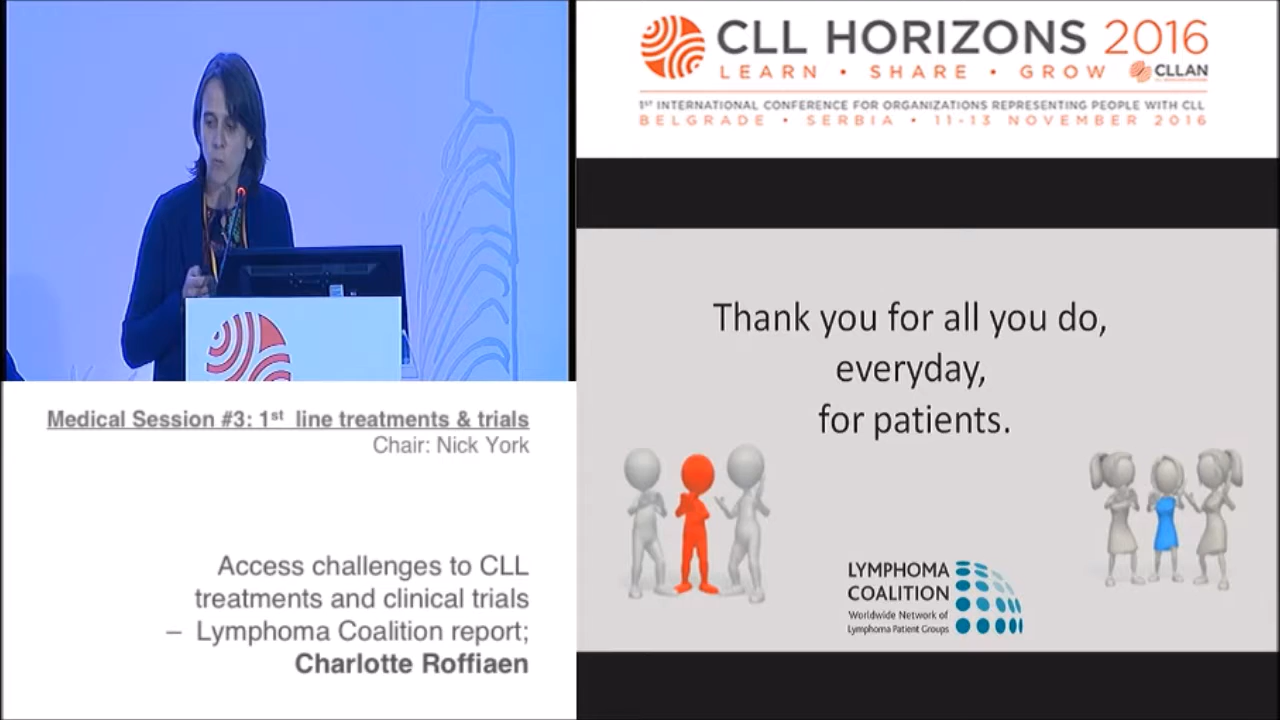 CLL HORIZONS 2016
LEARN • SHARE • GROW
CLLAN
1ST INTERNATIONAL CONFERENCE FOR ORGANIZATIONS REPRESENTING PEOPLE WITH CLL
BELGRADE • SERBIA • 11-13 NOVEMBER 2016
Medical Session #3: 1st line treatments & trials
Chair: Nick York
Access challenges to CLL
treatments and clinical trials
– Lymphoma Coalition report;
Charlotte Roffiaen
Thank you for all you do,
everyday,
for patients.
LYMPHOMA
COALITION
Worldwide Network of
Lymphoma Patient Groups